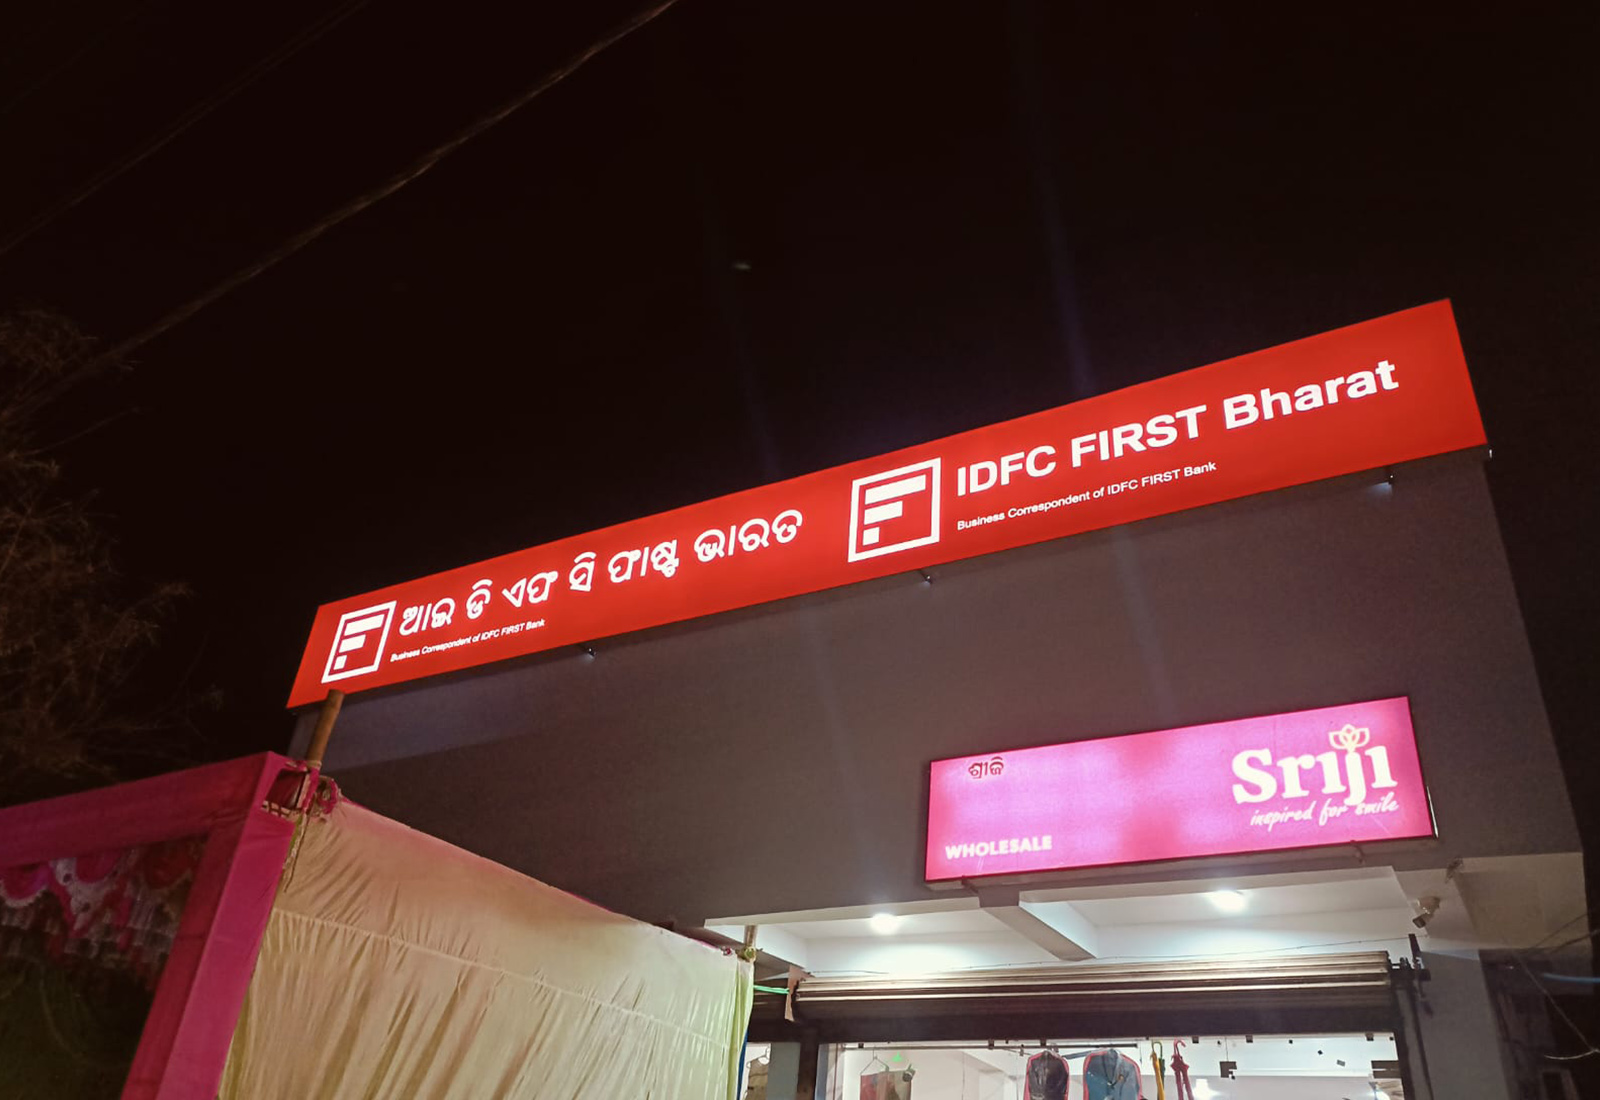 ଆଇ ଡି ଏଫ ସି ଫାଷ୍ଟ ଭାରତ
Business Correspondent of IDFC FIRST Bank
IDFC FIRST Bharat
Business Correspondent of IDFC FIRST Bank
ଶ୍ରୀଜି
Sriji
inspired for smile
WHOLESALE